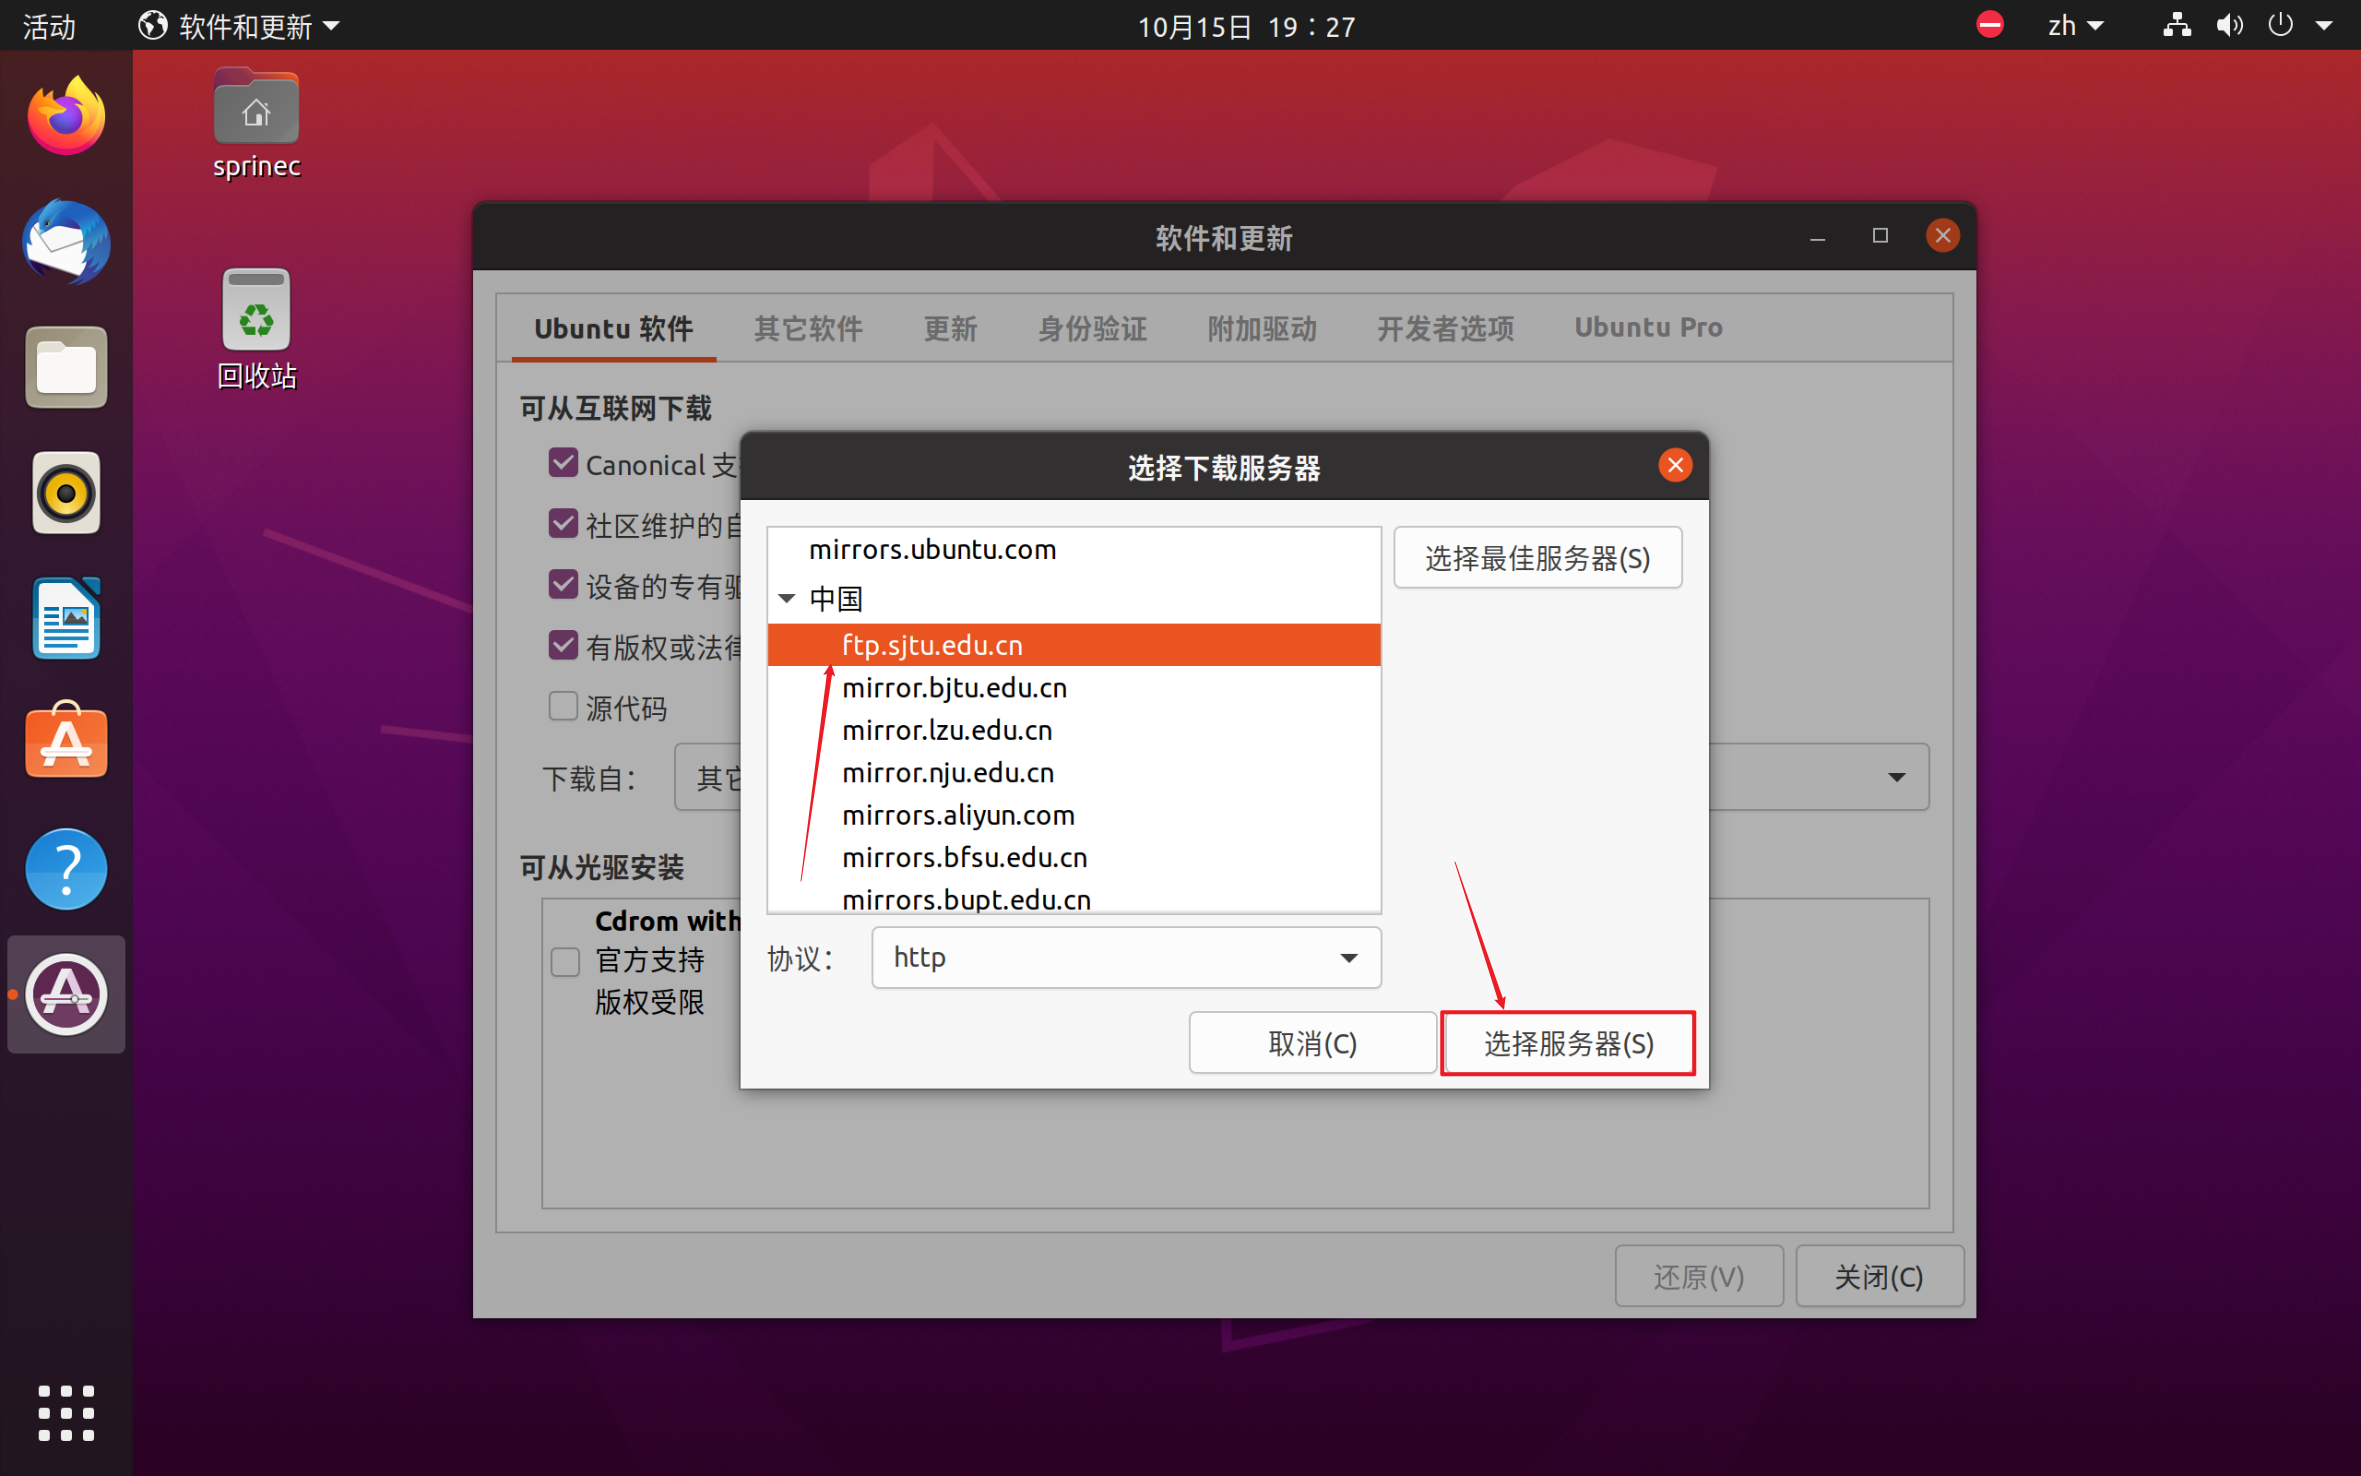 活动
软件和更新
10月15日 19：27
zh
sprinec
回收站
软件和更新
Ubuntu 软件
其它软件
更新
身份验证
附加驱动
开发者选项
Ubuntu Pro
可从互联网下载
Canonical 支
社区维护的自
设备的专有驱
有版权或法律
源代码
下载自：
其它
可从光驱安装
Cdrom with
官方支持
版权受限
选择下载服务器
mirrors.ubuntu.com
中国
ftp.sjtu.edu.cn
mirror.bjtu.edu.cn
mirror.lzu.edu.cn
mirror.nju.edu.cn
mirrors.aliyun.com
mirrors.bfsu.edu.cn
mirrors.bupt.edu.cn
选择最佳服务器(S)
协议：
http
取消(C)
选择服务器(S)
还原(V)
关闭(C)